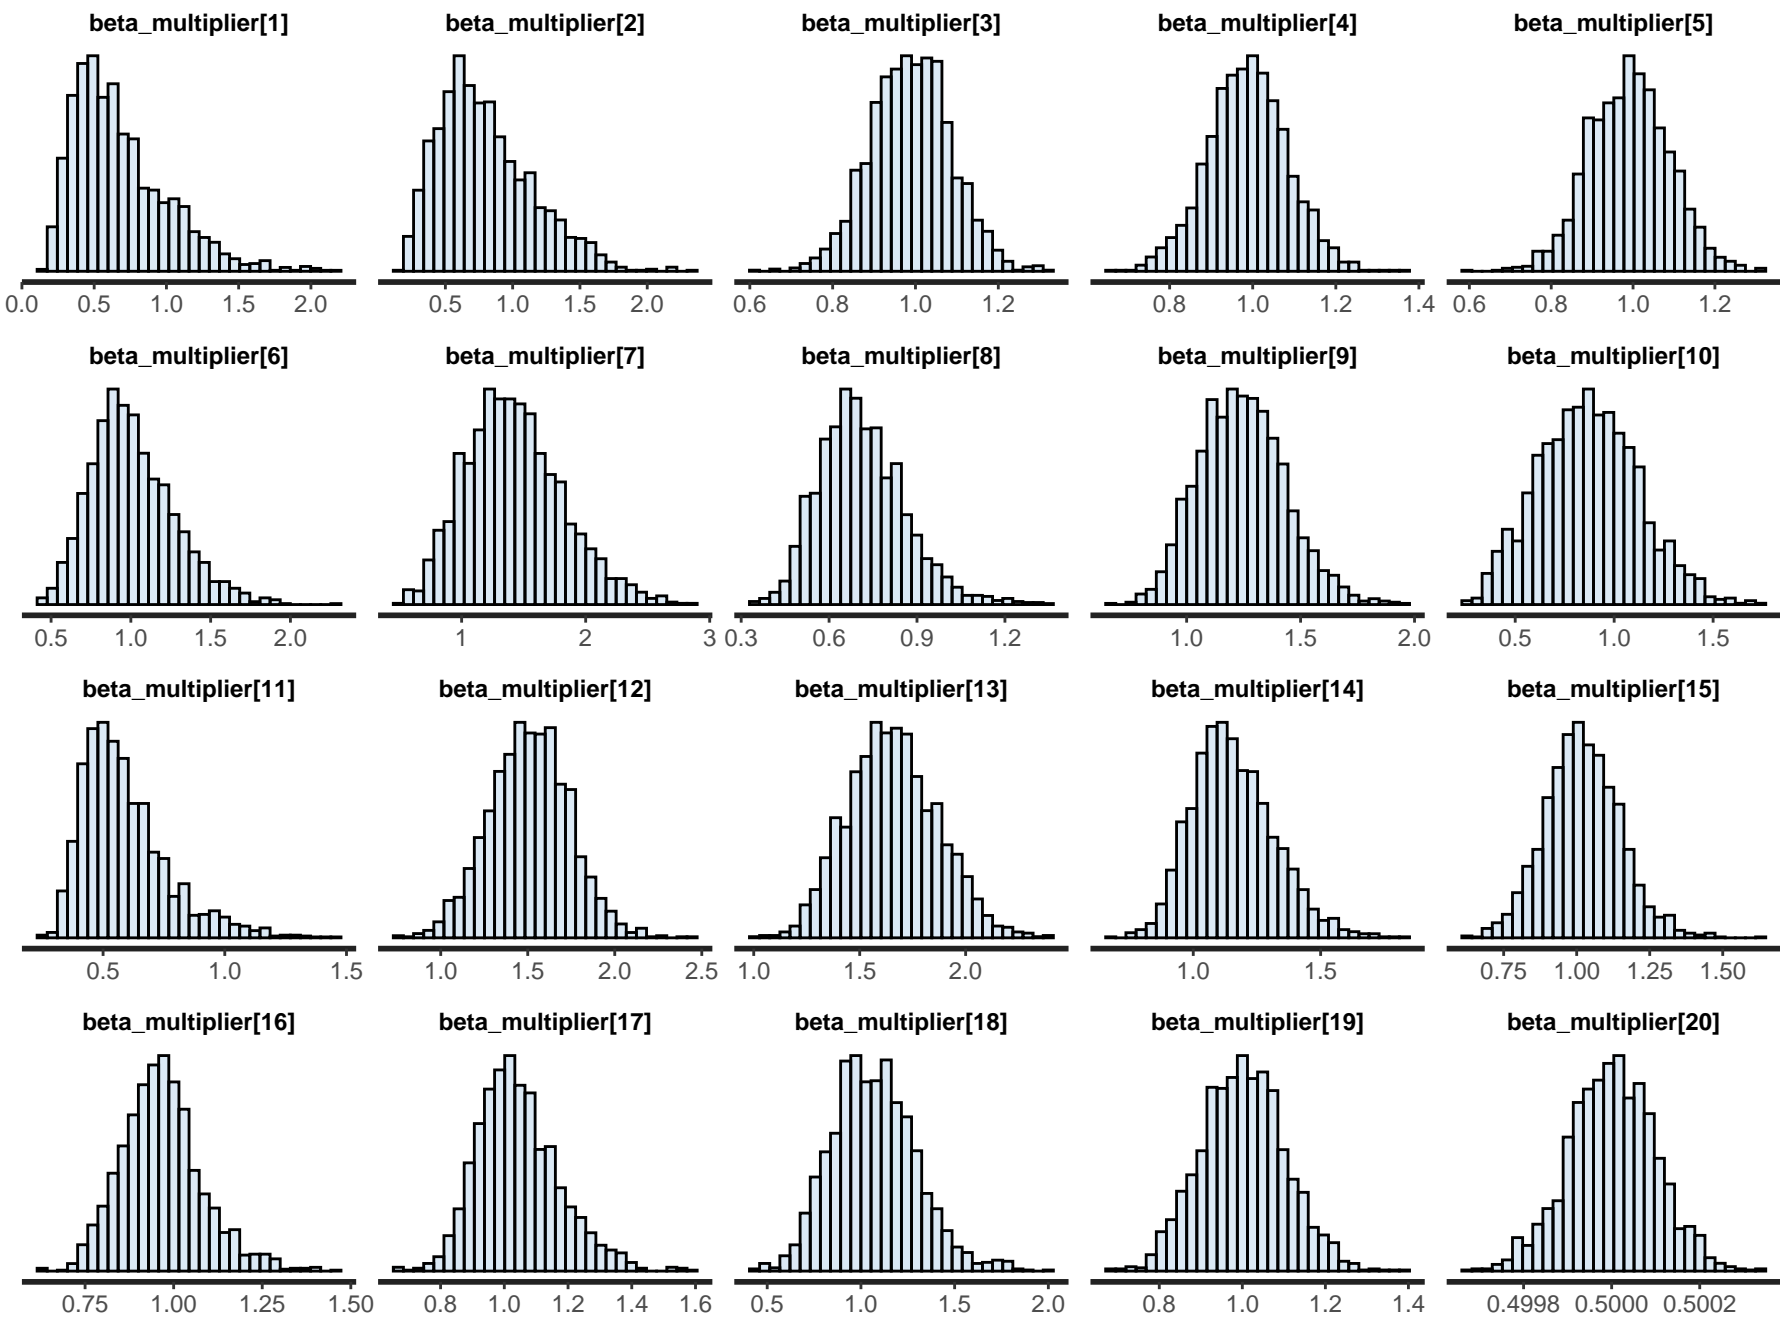 beta_multiplier[1] beta_multiplier[2] beta_multiplier[3] beta_multiplier[4] beta_multiplier[5]
0.0 0.5 1.0 1.5 2.0 0.5 1.0 1.5 2.0 0.6 0.8 1.0 1.2 0.8 1.0 1.2 1.4 0.6 0.8 1.0 1.2
beta_multiplier[6] beta_multiplier[7] beta_multiplier[8] beta_multiplier[9] beta_multiplier[10]
0.5 1.0 1.5 2.0 1 2 3 0.3 0.6 0.9 1.2 1.0 1.5 2.0 0.5 1.0 1.5
beta_multiplier[11] beta_multiplier[12] beta_multiplier[13] beta_multiplier[14] beta_multiplier[15]
0.5 1.0 1.5 1.0 1.5 2.0 2.5 1.0 1.5 2.0 1.0 1.5 0.75 1.00 1.25 1.50
beta_multiplier[16] beta_multiplier[17] beta_multiplier[18] beta_multiplier[19] beta_multiplier[20]
0.75 1.00 1.25 1.50 0.8 1.0 1.2 1.4 1.6 0.5 1.0 1.5 2.0 0.8 1.0 1.2 1.4 0.4998 0.5000 0.5002